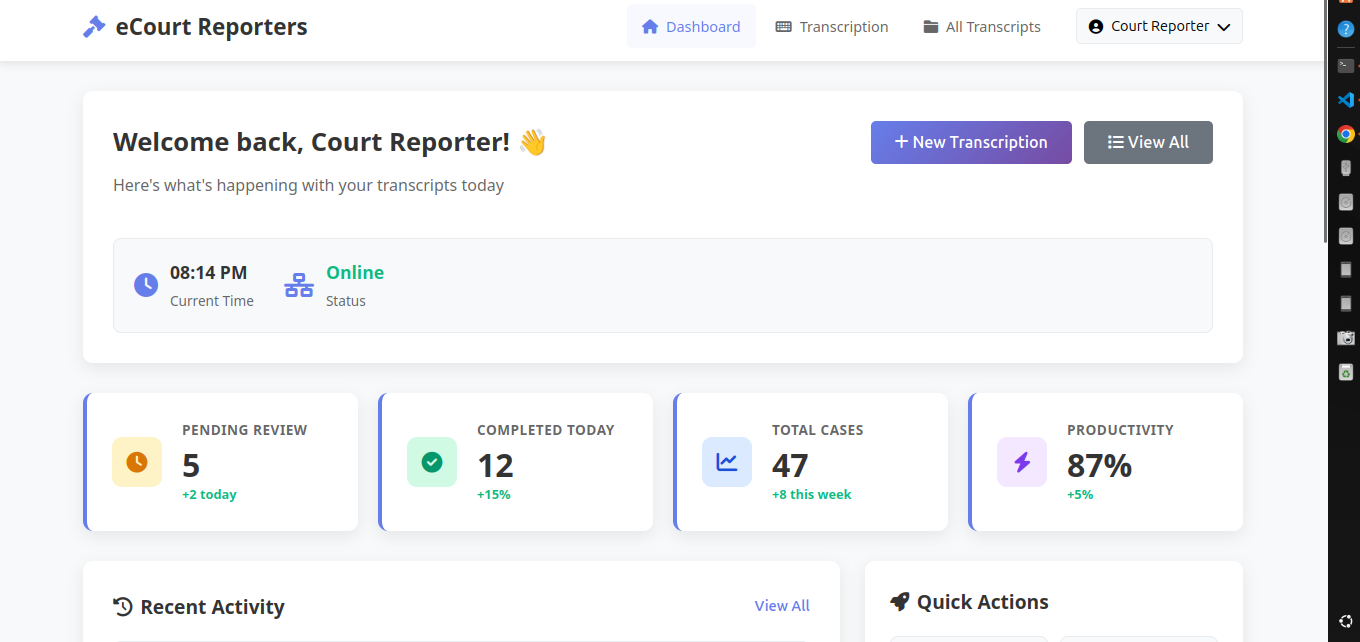 eCourt Reporters
Dashboard
Transcription
All Transcripts
Court Reporter
Welcome back, Court Reporter! 👋
+ New Transcription
View All
Here's what's happening with your transcripts today
08:14 PM
Current Time
Online
Status
PENDING REVIEW
5
+2 today
COMPLETED TODAY
12
+15%
TOTAL CASES
47
+8 this week
PRODUCTIVITY
87%
+5%
Recent Activity
View All
Quick Actions